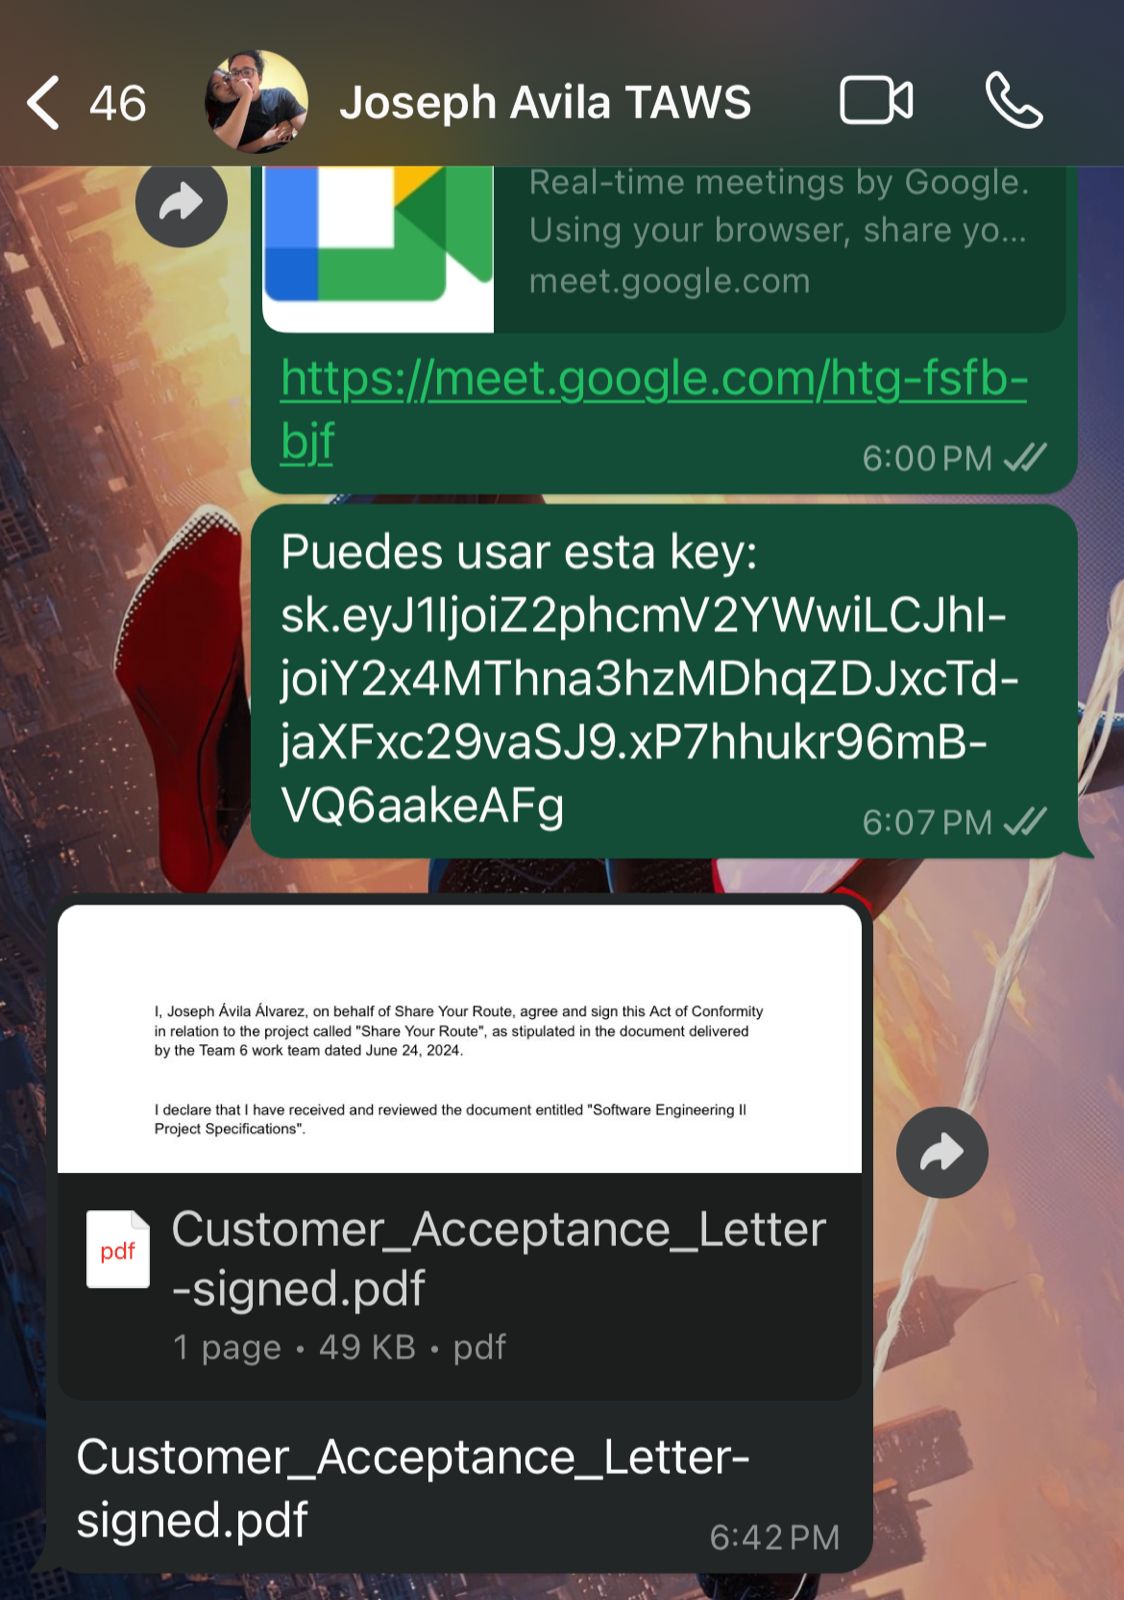 46
Joseph Avila TAWS
Real-time meetings by Google.
Using your browser, share yo...
meet.google.com
https://meet.google.com/htg-fsfb-
bjf
6:00 PM
Puedes usar esta key:
sk.eyJ1IjoiZ2phcmV2YWwiLCJhI-
joiY2x4MThna3hzMDhqZDJxcTd-
jaXFxc29vaSJ9.xP7hhukr96mB-
VQ6aakeAFg
6:07 PM
I, Joseph Ávila Álvarez, on behalf of Share Your Route, agree and sign this Act of Conformity
in relation to the project called "Share Your Route", as stipulated in the document delivered
by the Team 6 work team dated June 24, 2024.
I declare that I have received and reviewed the document entitled "Software Engineering II
Project Specifications".
pdf
Customer_Acceptance_Letter
-signed.pdf
1 page • 49 KB • pdf
Customer_Acceptance_Letter-
signed.pdf
6:42 PM